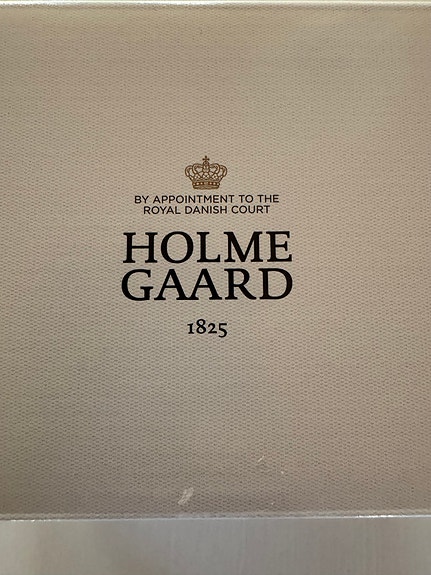 BY APPOINTMENT TO THE
ROYAL DANISH COURT
HOLME
GAARD
1825